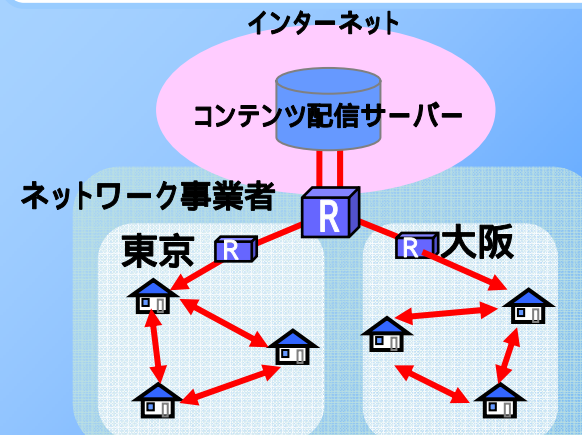 インターネット
コンテンツ配信サーバー
ネットワーク事業者
R
東京
R
R
大阪